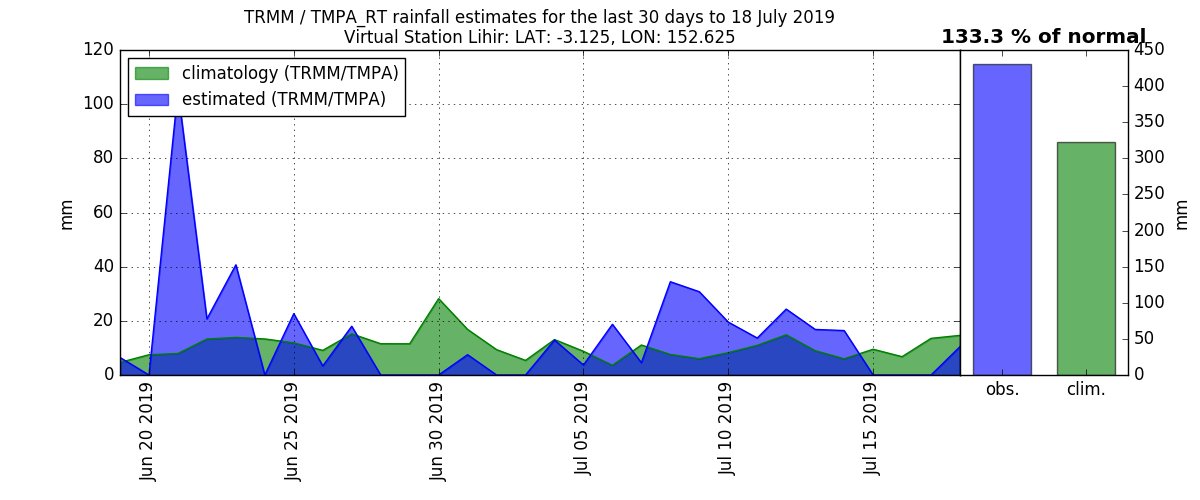 TRMM / TMPA_RT rainfall estimates for the last 30 days to 18 July 2019
Virtual Station Lihir: LAT: -3.125, LON: 152.625
133.3 % of normal
climatology (TRMM/TMPA)
estimated (TRMM/TMPA)
mm
120
100
80
60
40
20
0
Jun 20 2019
Jun 25 2019
Jun 30 2019
Jul 05 2019
Jul 10 2019
Jul 15 2019
obs.
clim.
450
400
350
300
250
200
150
100
50
0
mm